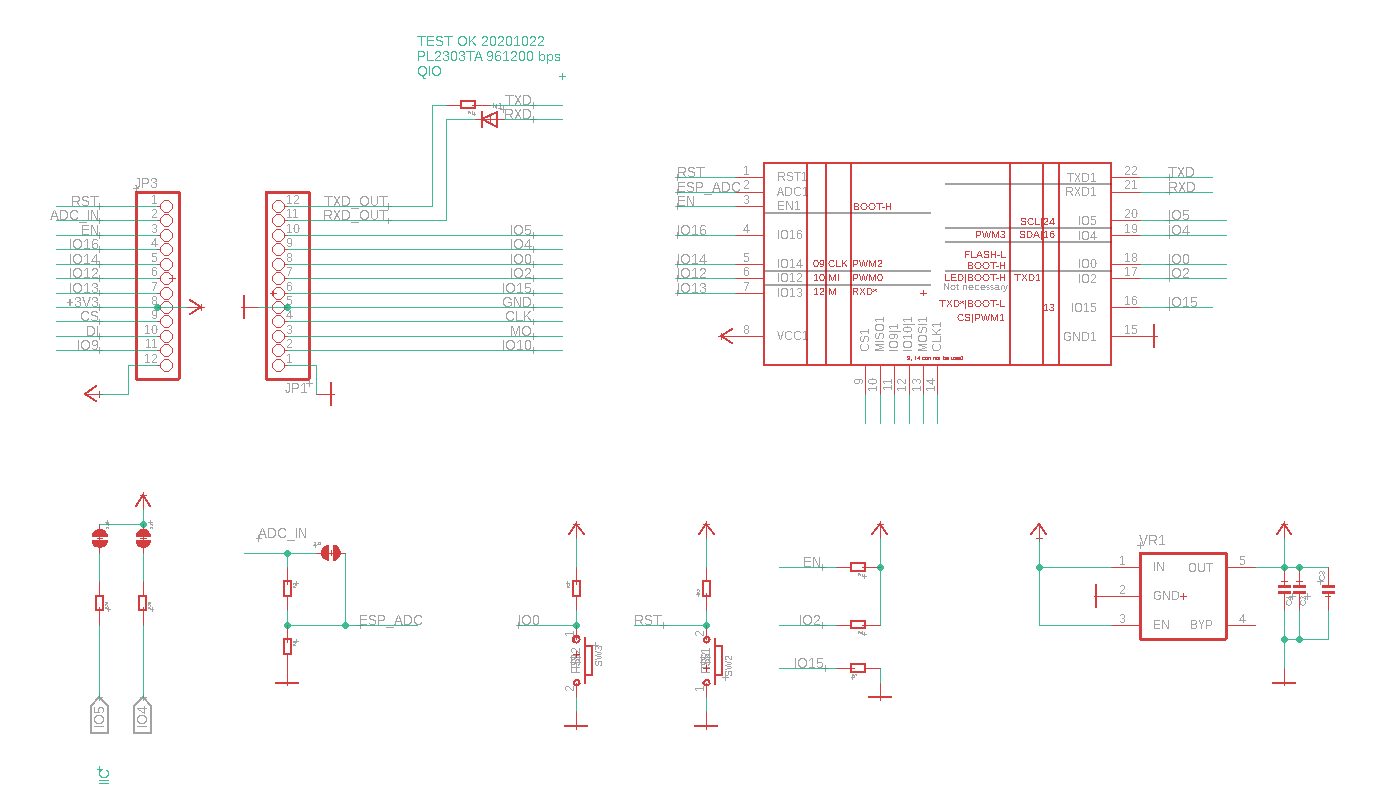 TEST OK 20201022
PL2303TA 961200 bps
QIO
TXD
RXD
JP3
RST 1
ADC_IN 2
EN 3
IO16 4
IO14 5
IO12 6
IO13 7
+3V3 8
CS 9
DI 10
IO9 11
12
12 TXD_OUT
11 RXD_OUT
10 IO5
9 IO4
8 IO0
7 IO2
6 IO15
5 GND
4 CLK
3 MO
2 IO10
1
JP1
RST 1 RST1
ESP_ADC 2 ADC1
EN 3 EN1
IO16 4 IO16
IO14 5 IO14
IO12 6 IO12
IO13 7 IO13
8 VCC1
BOOT-H
09 CLK PWM2
10 MI PWM0
12 M RXD*
TXD1 22 TXD
RXD1 21 RXD
SCL|24 IO5 20 IO5
PWM3 SDA|16 IO4 19 IO4
FLASH-L
BOOT-H
IO0 18 IO0
LED|BOOT-H TXD1 IO2 17 IO2
Not necessary
TXD*|BOOT-L
13 IO15 16 IO15
CS|PWM1
GND1 15
CS1
MISO1
IO9|1
IO10|1
MOSI1
CLK1
9
10
11
12
13
14
IO5
IO4
IIC
ADC_IN
ESP_ADC
IO0
1
2
SW3
RST
2
1
SW2
EN
IO2
IO15
VR1
1 IN OUT 5
2 GND
3 EN BYP 4